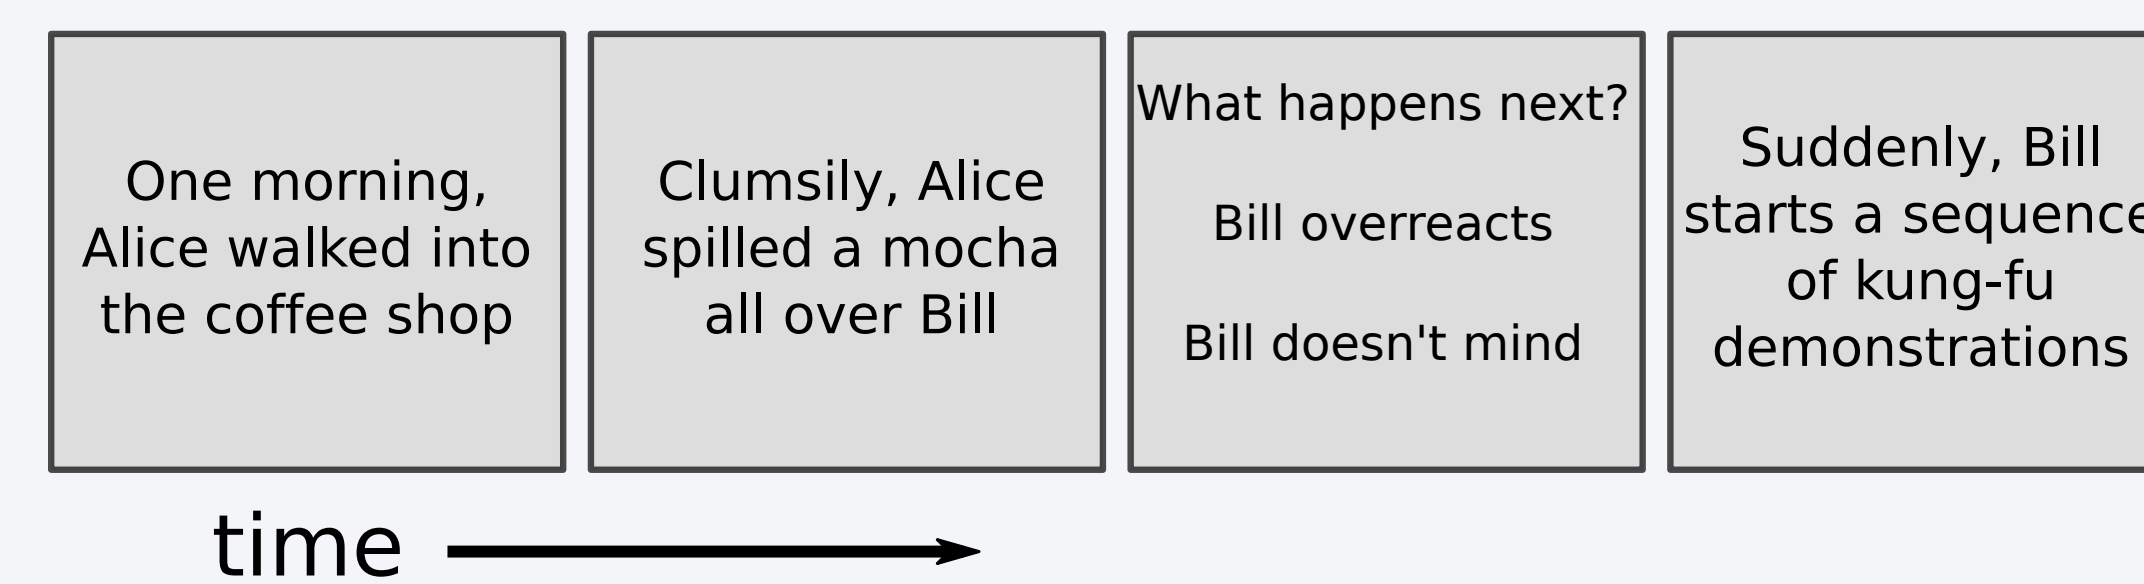 One morning,
Alice walked into
the coffee shop
Clumsily, Alice
spilled a mocha
all over Bill
What happens next?
Bill overreacts
Bill doesn't mind
Suddenly, Bill
starts a sequence
of kung-fu
demonstrations
time